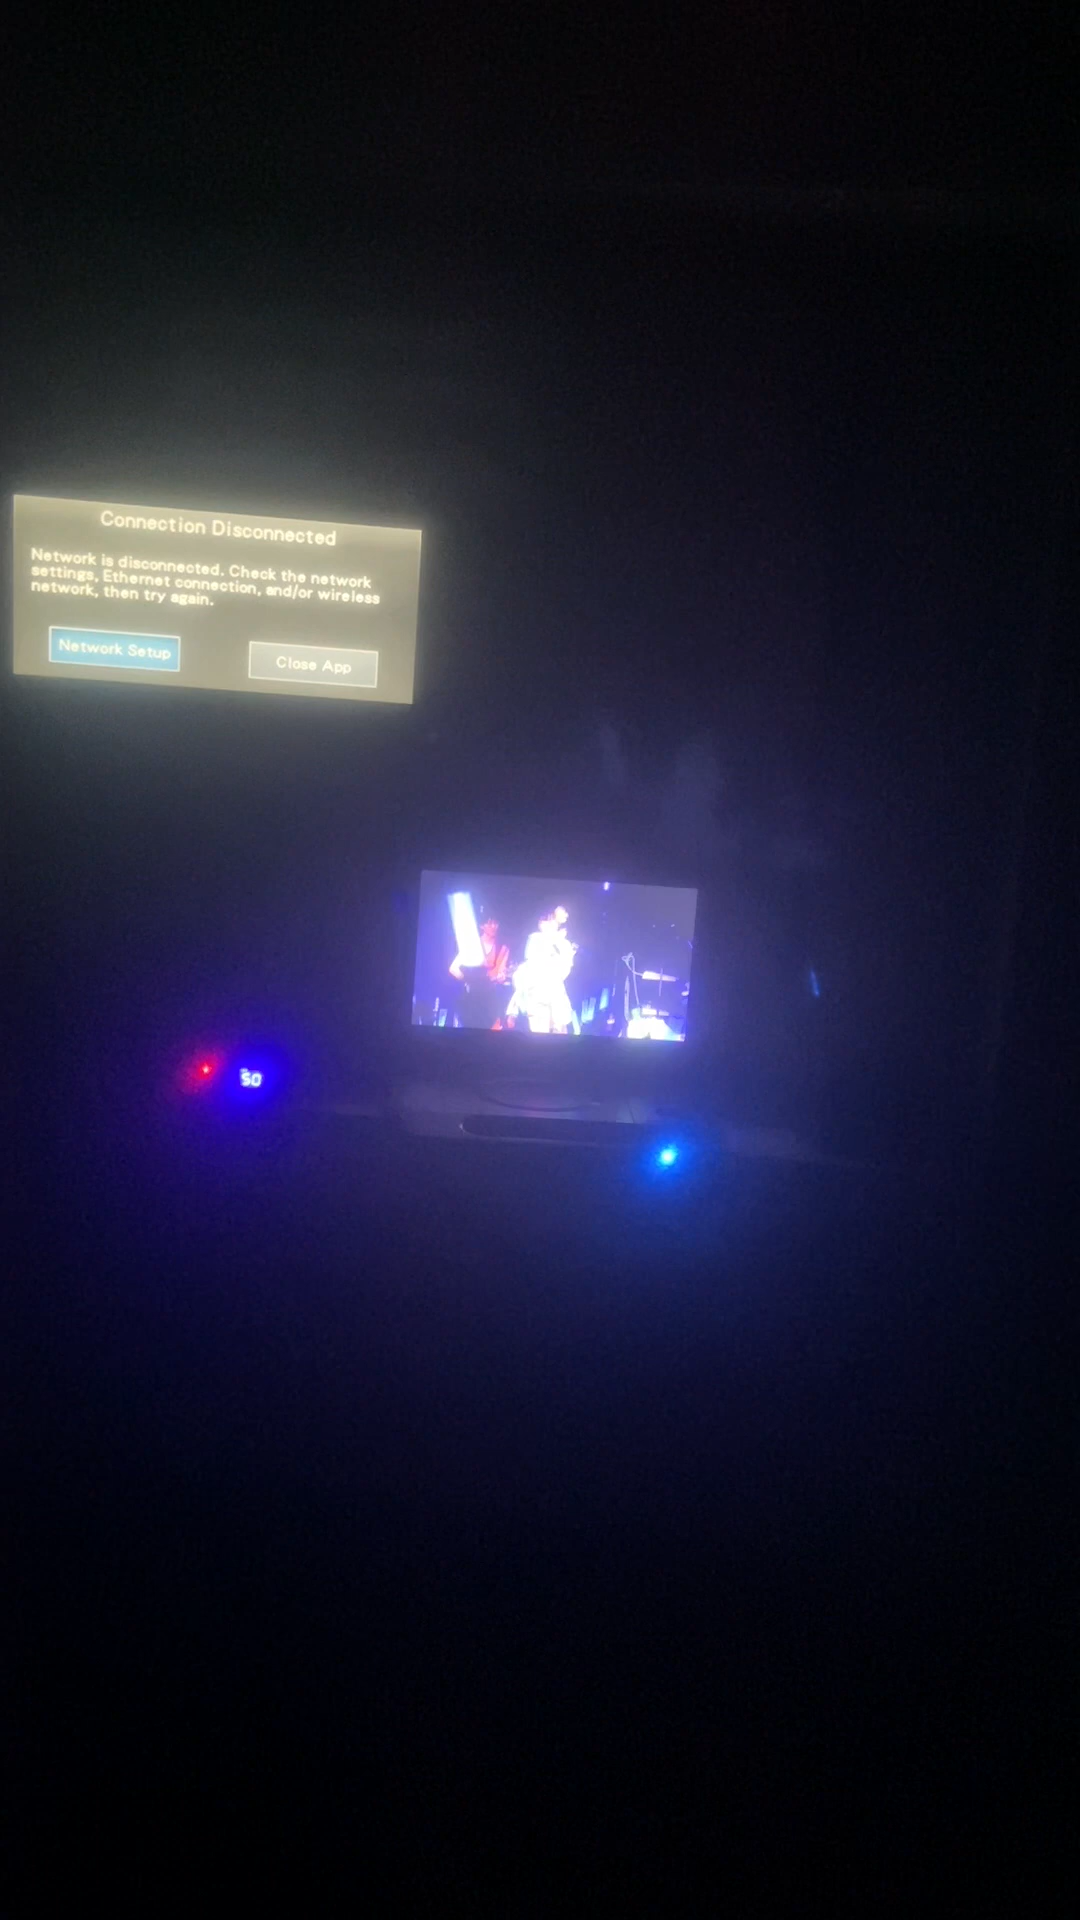 Connection Disconnected
Network is disconnected. Check the network
settings, Ethernet connection, and/or wireless
network, then try again.
Network Setup
Close App
50